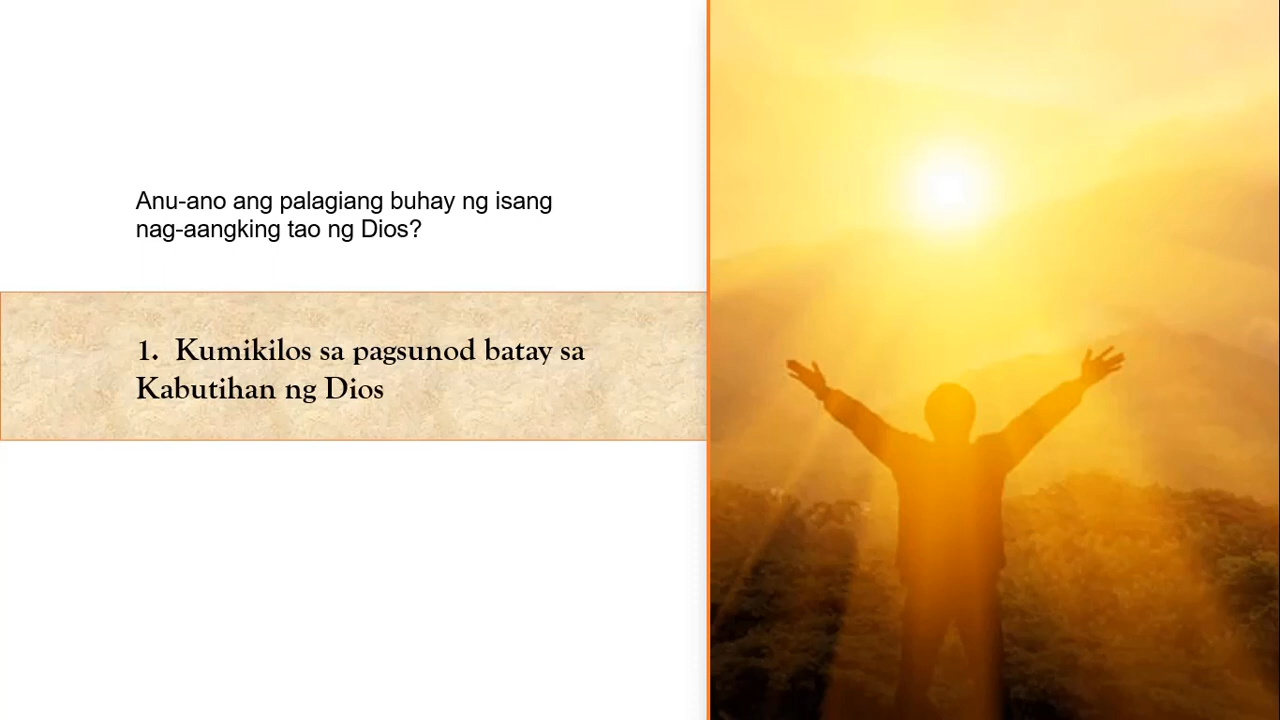 Anu-ano ang palagiang buhay ng isang
nag-aangking tao ng Dios?
1. Kumikilos sa pagsunod batay sa
Kabutihan ng Dios